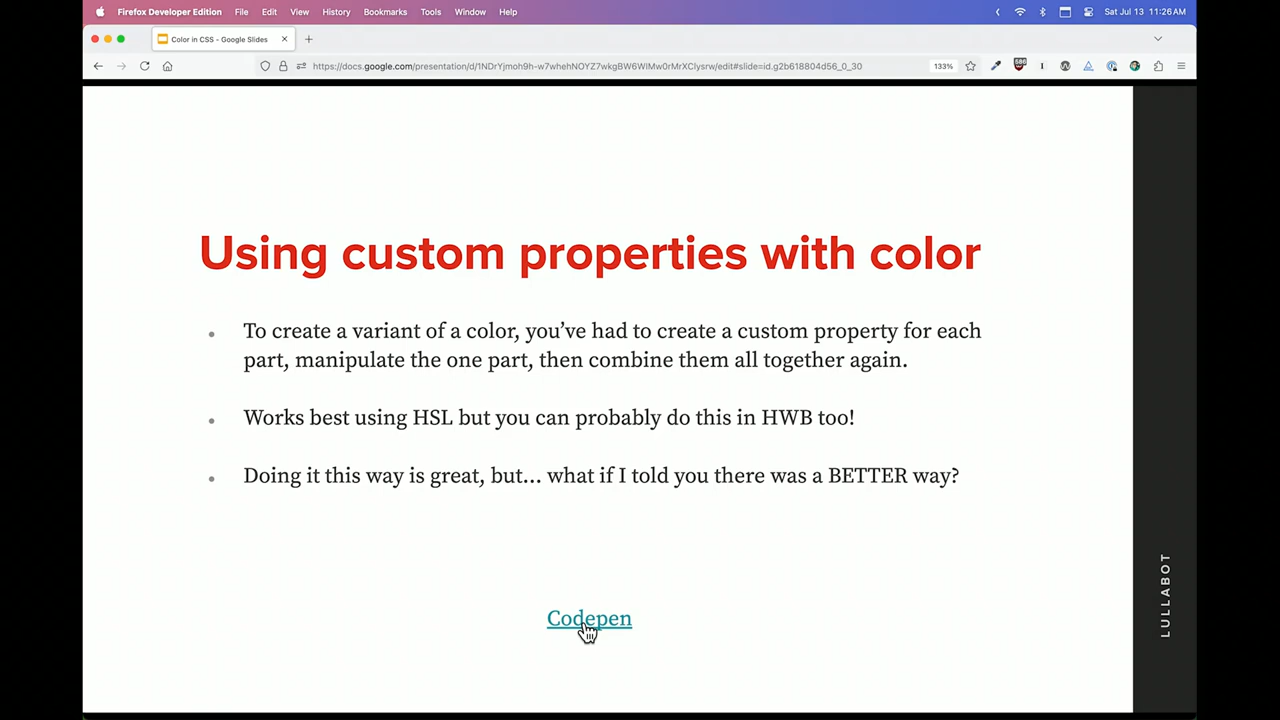 Firefox Developer Edition File Edit View History Bookmarks Tools Window Help Sat Jul 13 11:26 AM
Color in CSS - Google Slides
133%
Using custom properties with color
To create a variant of a color, you’ve had to create a custom property for each
part, manipulate the one part, then combine them all together again.
Works best using HSL but you can probably do this in HWB too!
Doing it this way is great, but... what if I told you there was a BETTER way?
Codepen
LULLABOT